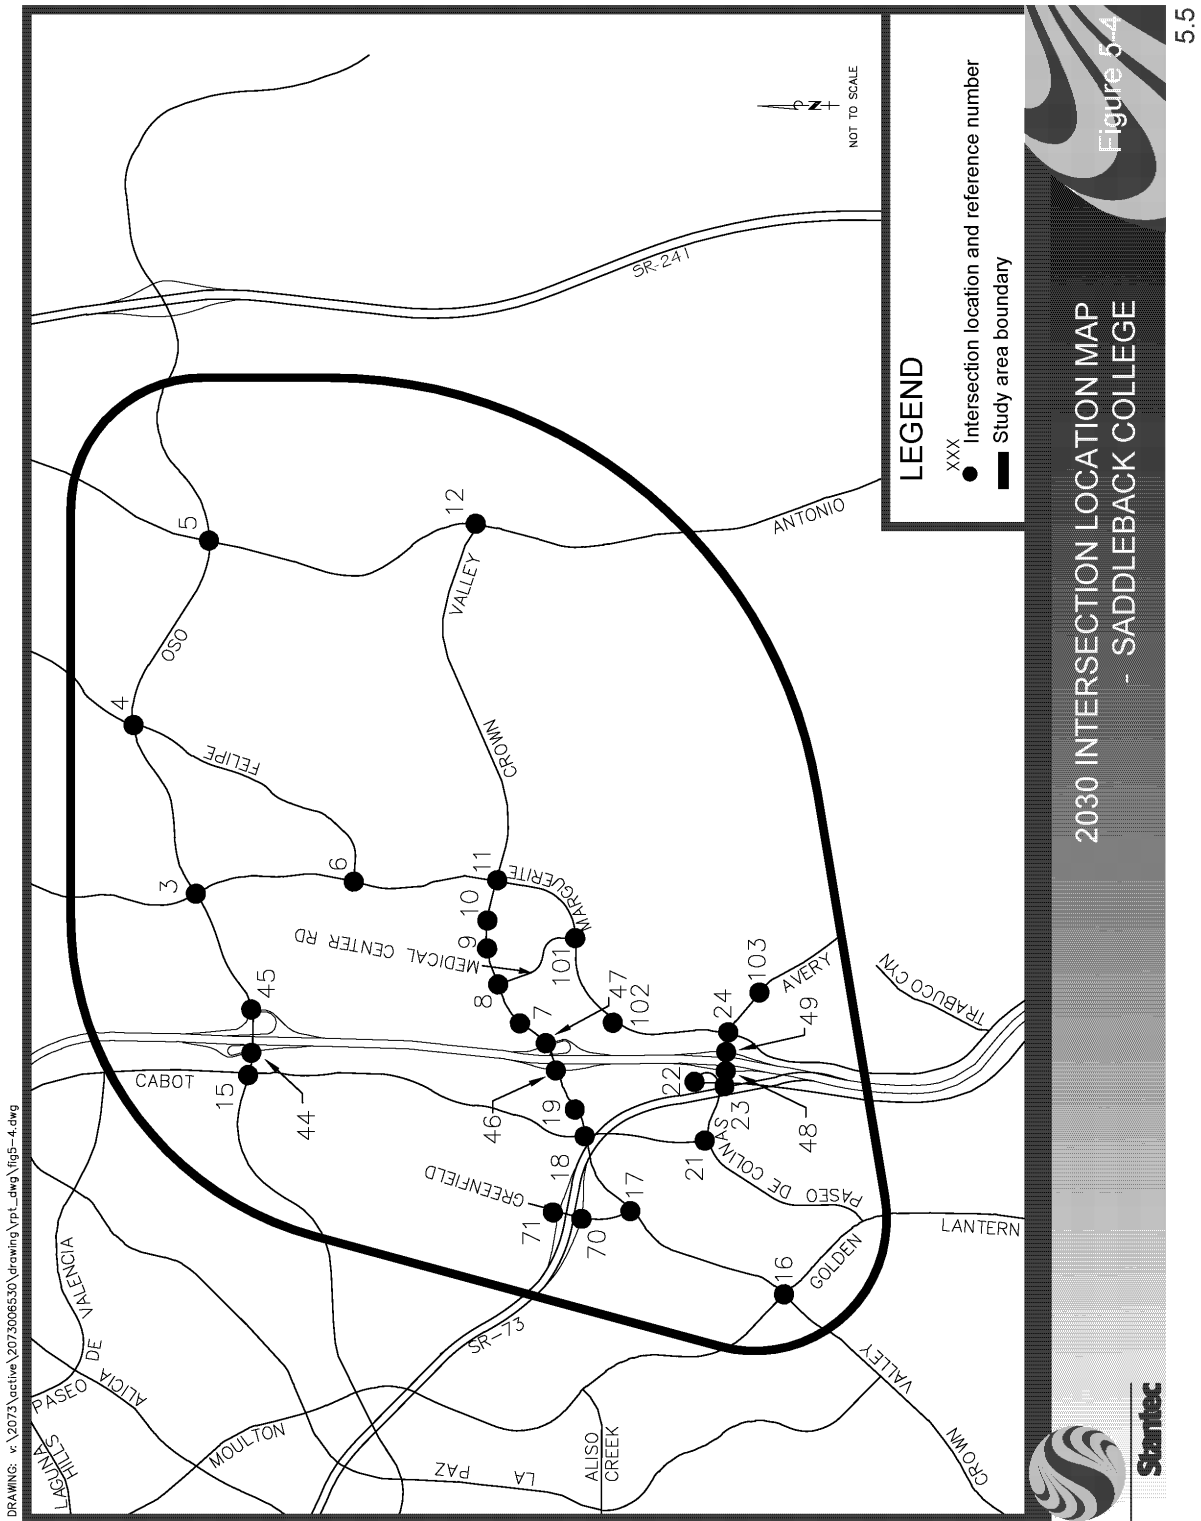 DRAWING: v:\2073\active\2073006530\drawing\rpt_dwg\fig5-4.dwg
5
12
4
3
6
11
10
9
8
7
101
47
102
103
24
49
45
15
44
46
19
18
22
23
48
21
17
71
70
16
OSO
FELIPE
VALLEY
CROWN
ANTONIO
SR-241
MARGUERITE
MEDICAL CENTER RD
AVERY
TRABUCO CYN
CABOT
GREENFIELD
PASEO
DE COLINAS
GOLDEN
LANTERN
VALLEY
CROWN
SR-73
PASEO
DE
VALENCIA
ALICIA
LAGUNA
HILLS
MOULTON
LA
PAZ
ALISO
CREEK
N
NOT TO SCALE
LEGEND
XXX
Intersection location and reference number
Study area boundary
Figure 5-4
2030 INTERSECTION LOCATION MAP
- SADDLEBACK COLLEGE
Stantec
5.5